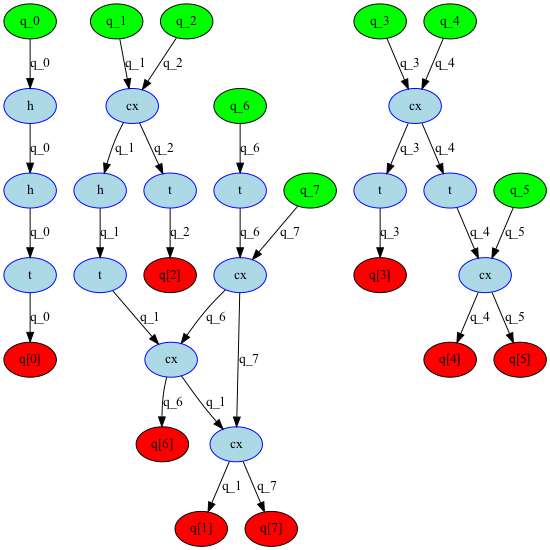 q_0 q_1 q_2 q_3 q_4
q_0 q_1 q_2 q_3 q_4
h cx q_6 cx
q_0 q_1 q_2 q_6 q_3 q_4
h h t t q_7 t t q_5
q_0 q_1 q_2 q_6 q_7 q_3 q_4 q_5
t t q[2] cx q[3] cx
q_0 q_1 q_6 q_7 q_4 q_5
q[0] cx q[4] q[5]
q_6 q_1
q[6] cx
q_1 q_7
q[1] q[7]